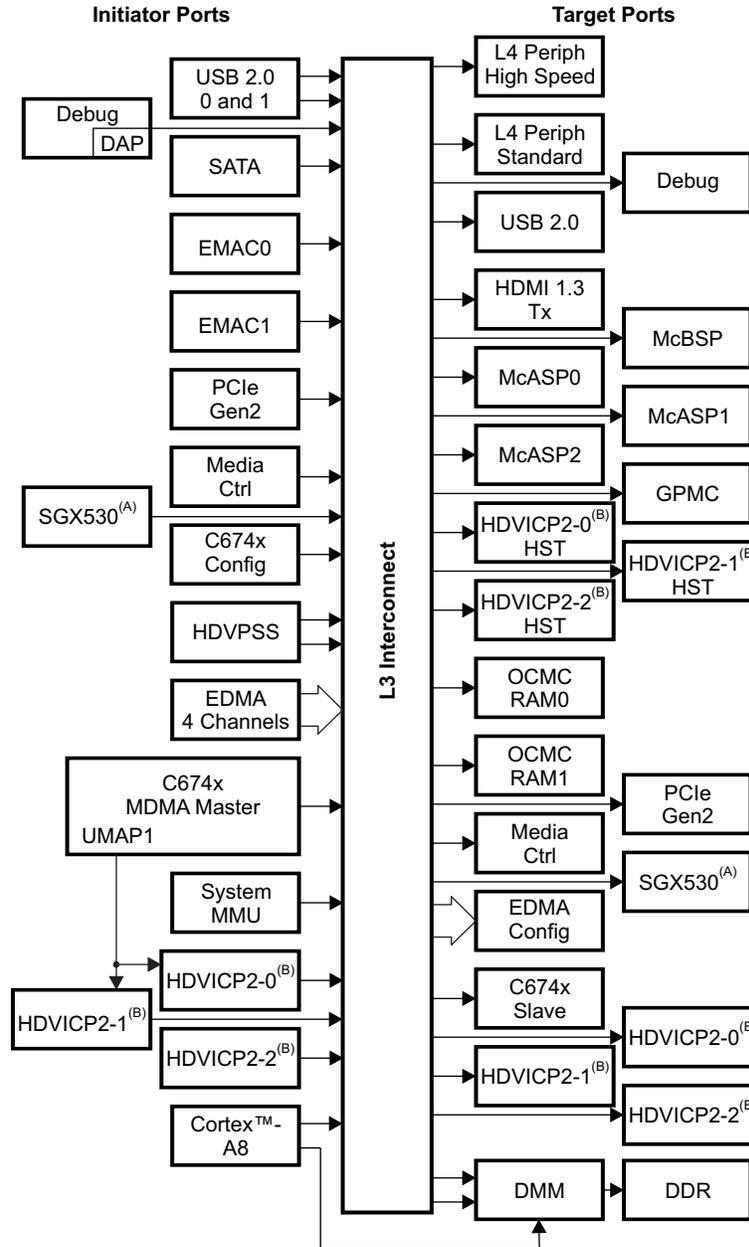 Initiator Ports
Target Ports
USB 2.0
0 and 1
Debug
DAP
SATA
EMAC0
EMAC1
PCIe
Gen2
Media
Ctrl
SGX530(A)
C674x
Config
HDVPSS
EDMA
4 Channels
C674x
MDMA Master
UMAP1
System
MMU
HDVICP2-0(B)
HDVICP2-1(B)
HDVICP2-2(B)
Cortex™-
A8
L3 Interconnect
L4 Periph
High Speed
L4 Periph
Standard
Debug
USB 2.0
HDMI 1.3
Tx
McBSP
McASP0
McASP1
McASP2
GPMC
HDVICP2-0(B)
HST
HDVICP2-1(B
HST
HDVICP2-2(B)
HST
OCMC
RAM0
OCMC
RAM1
PCIe
Gen2
Media
Ctrl
SGX530(A)
EDMA
Config
C674x
Slave
HDVICP2-0(B
HDVICP2-1(B)
HDVICP2-2(B
DMM
DDR